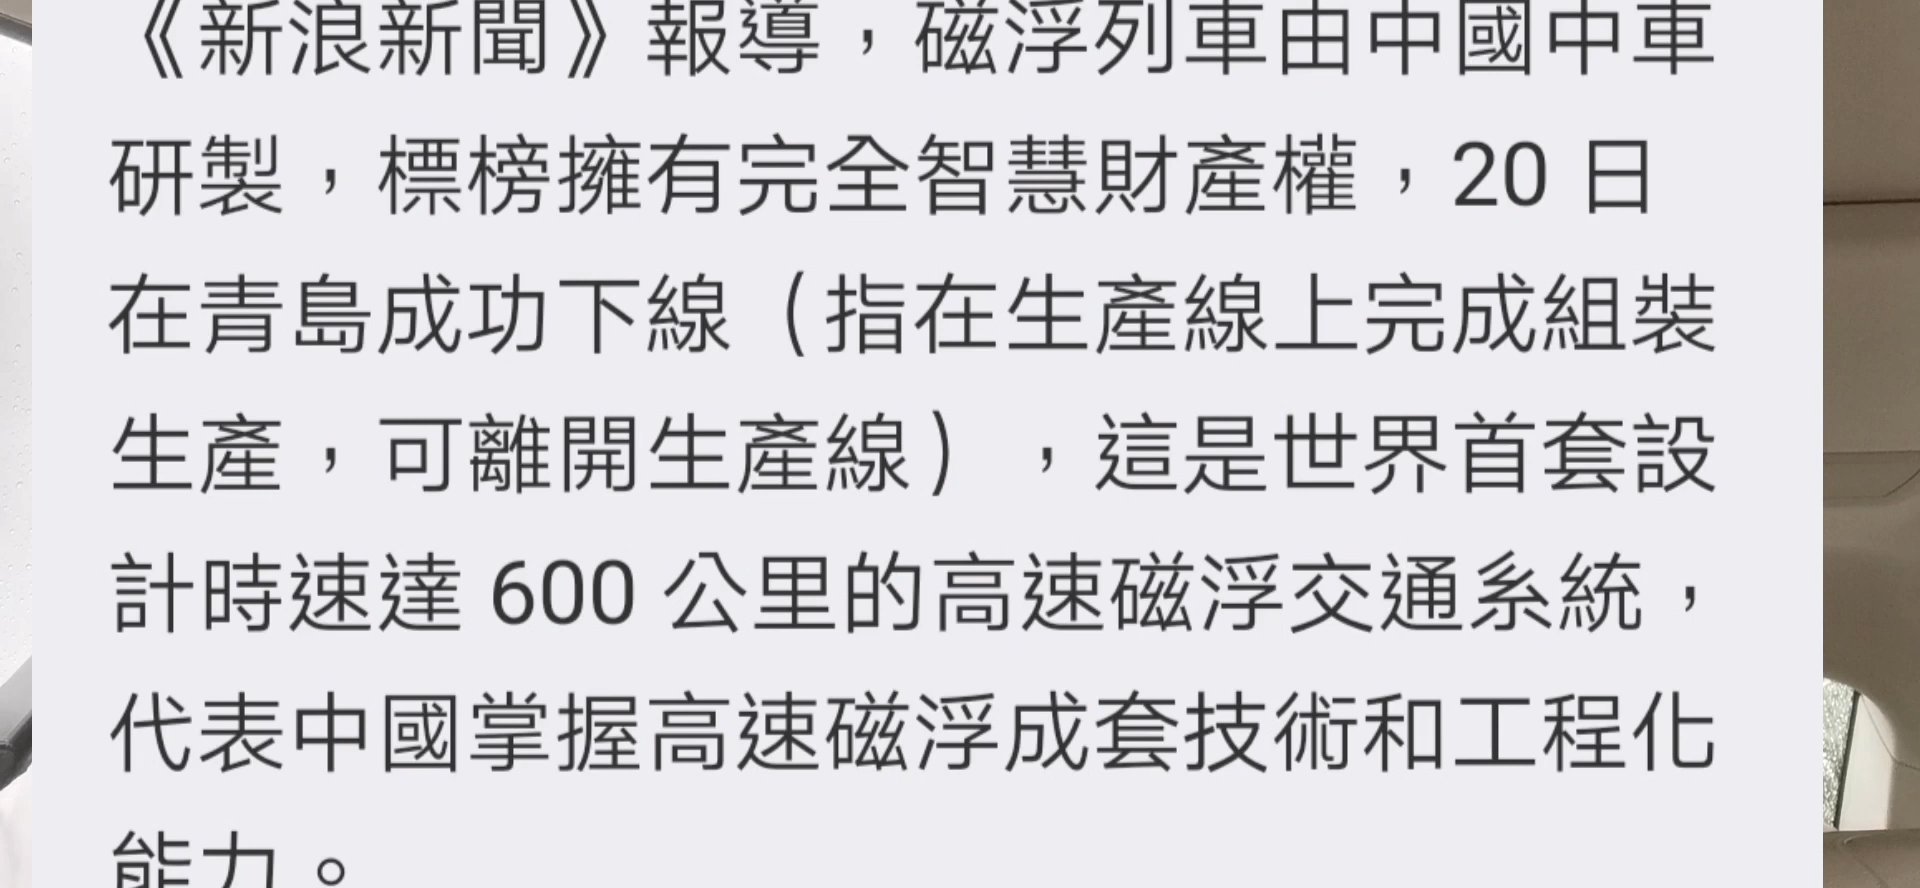 《新浪新聞》報導，磁浮列車由中國中車
研製，標榜擁有完全智慧財產權，20 日
在青島成功下線（指在生產線上完成組裝
生產，可離開生產線），這是世界首套設
計時速達 600 公里的高速磁浮交通系統，
代表中國掌握高速磁浮成套技術和工程化
能力。